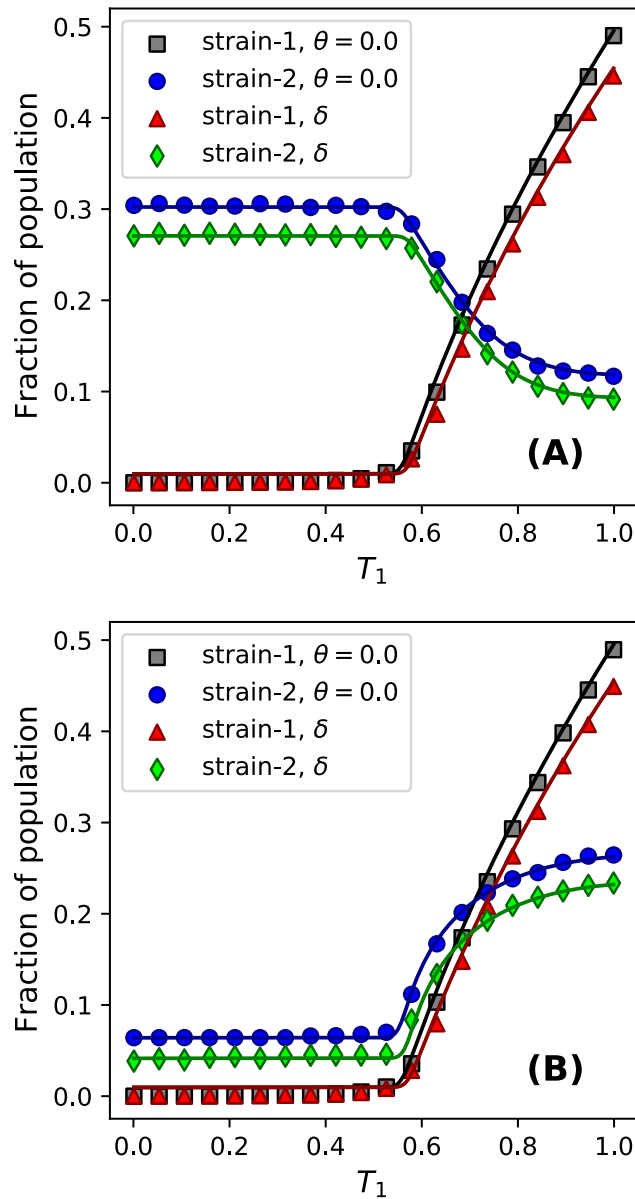 0.5
0.4
0.3
0.2
0.1
0.0
Fraction of population
strain-1, θ = 0.0
strain-2, θ = 0.0
strain-1, δ
strain-2, δ
(A)
0.0 0.2 0.4 0.6 0.8 1.0
T₁
0.5
0.4
0.3
0.2
0.1
0.0
Fraction of population
strain-1, θ = 0.0
strain-2, θ = 0.0
strain-1, δ
strain-2, δ
(B)
0.0 0.2 0.4 0.6 0.8 1.0
T₁